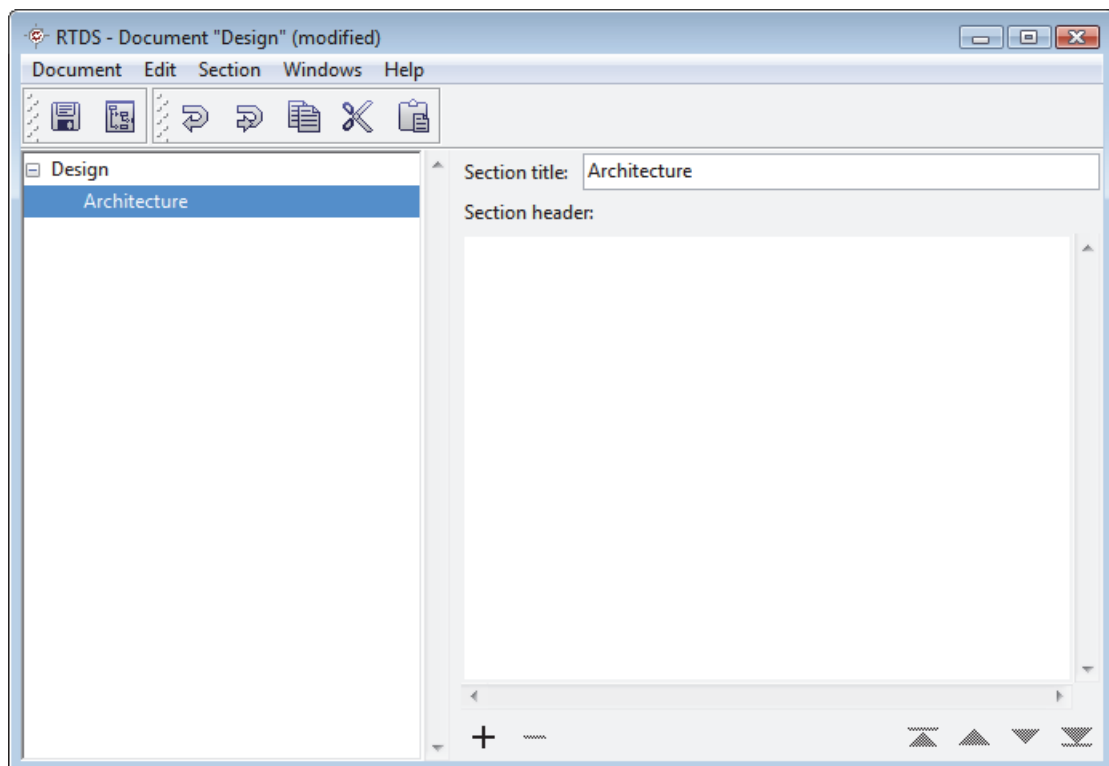 RTDS - Document "Design" (modified)
Document Edit Section Windows Help
Design
Architecture
Section title: Architecture
Section header: